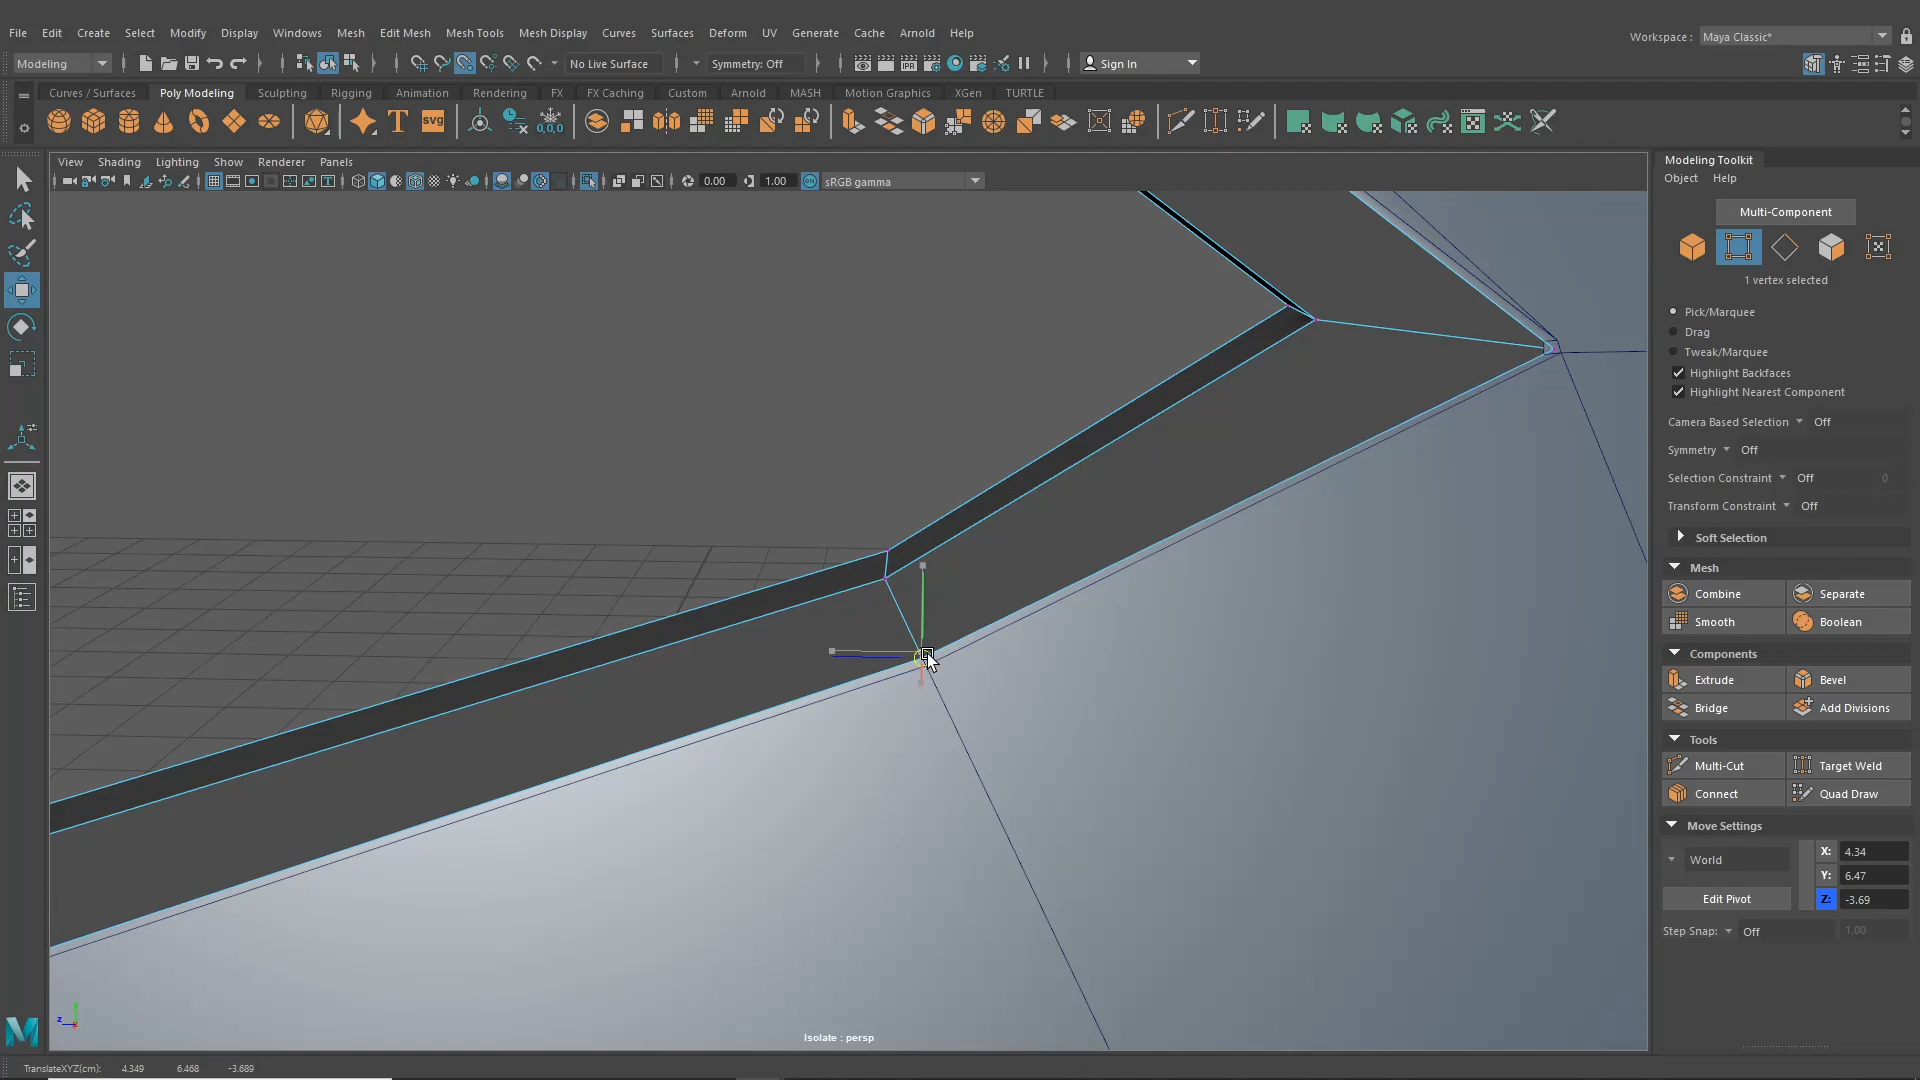 File Edit Create Select Modify Display Windows Mesh Edit Mesh Mesh Tools Mesh Display Curves Surfaces Deform UV Generate Cache Arnold Help
Workspace : Maya Classic*
Modeling No Live Surface Symmetry: Off IPR Sign In
Curves / Surfaces Poly Modeling Sculpting Rigging Animation Rendering FX FX Caching Custom Arnold MASH Motion Graphics XGen TURTLE
T svg 0,0,0
View Shading Lighting Show Renderer Panels
0.00 1.00 ON sRGB gamma
Modeling Toolkit
Object Help
Multi-Component
1 vertex selected
Pick/Marquee
Drag
Tweak/Marquee
Highlight Backfaces
Highlight Nearest Component
Camera Based Selection Off
Symmetry Off
Selection Constraint Off 0
Transform Constraint Off
Soft Selection
Mesh
Combine Separate
Smooth Boolean
Components
Extrude Bevel
Bridge Add Divisions
Tools
Multi-Cut Target Weld
Connect Quad Draw
Move Settings
World X: 4.34
Y: 6.47
Edit Pivot Z: -3.69
Step Snap: Off 1.00
z
Isolate : persp
M
TranslateXYZ(cm): 4.349 6.468 -3.689